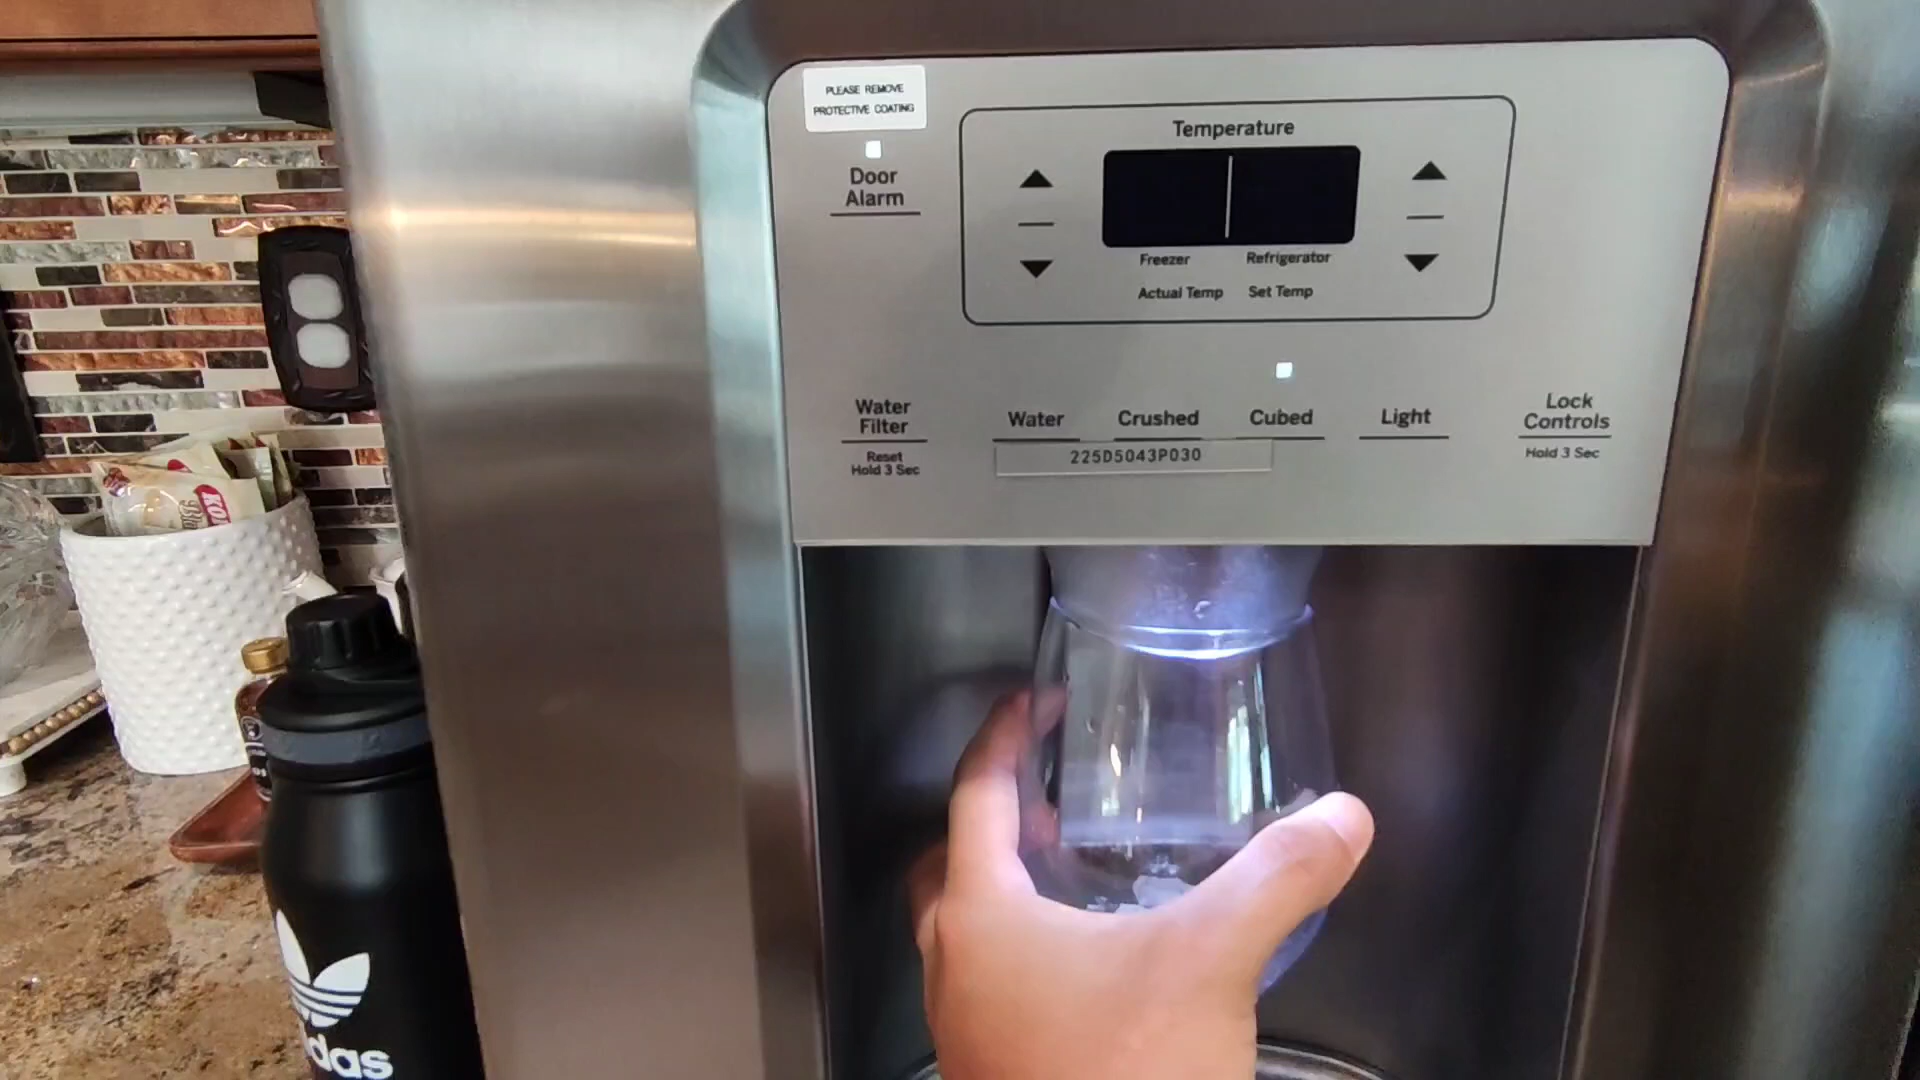 PLEASE REMOVE
PROTECTIVE COATING
Door
Alarm
Temperature
Freezer
Refrigerator
Actual Temp
Set Temp
Water
Filter
Reset
Hold 3 Sec
Water
Crushed
Cubed
Light
Lock
Controls
Hold 3 Sec
225D5043P030